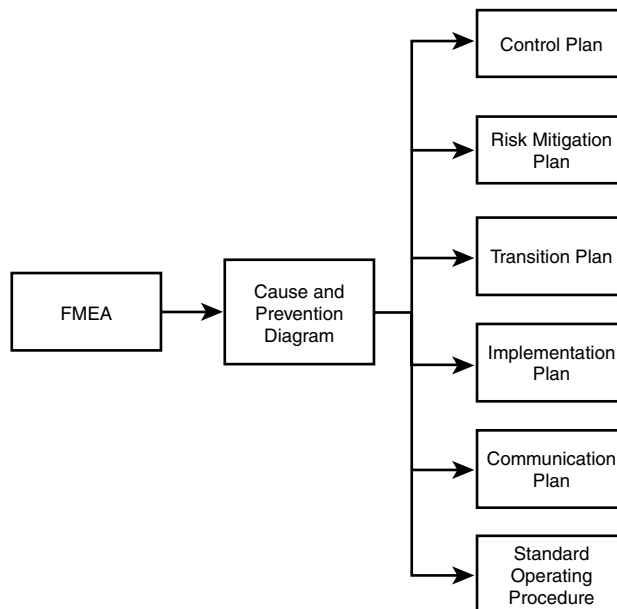 FMEA
Cause and
Prevention
Diagram
Control Plan
Risk Mitigation
Plan
Transition Plan
Implementation
Plan
Communication
Plan
Standard
Operating
Procedure